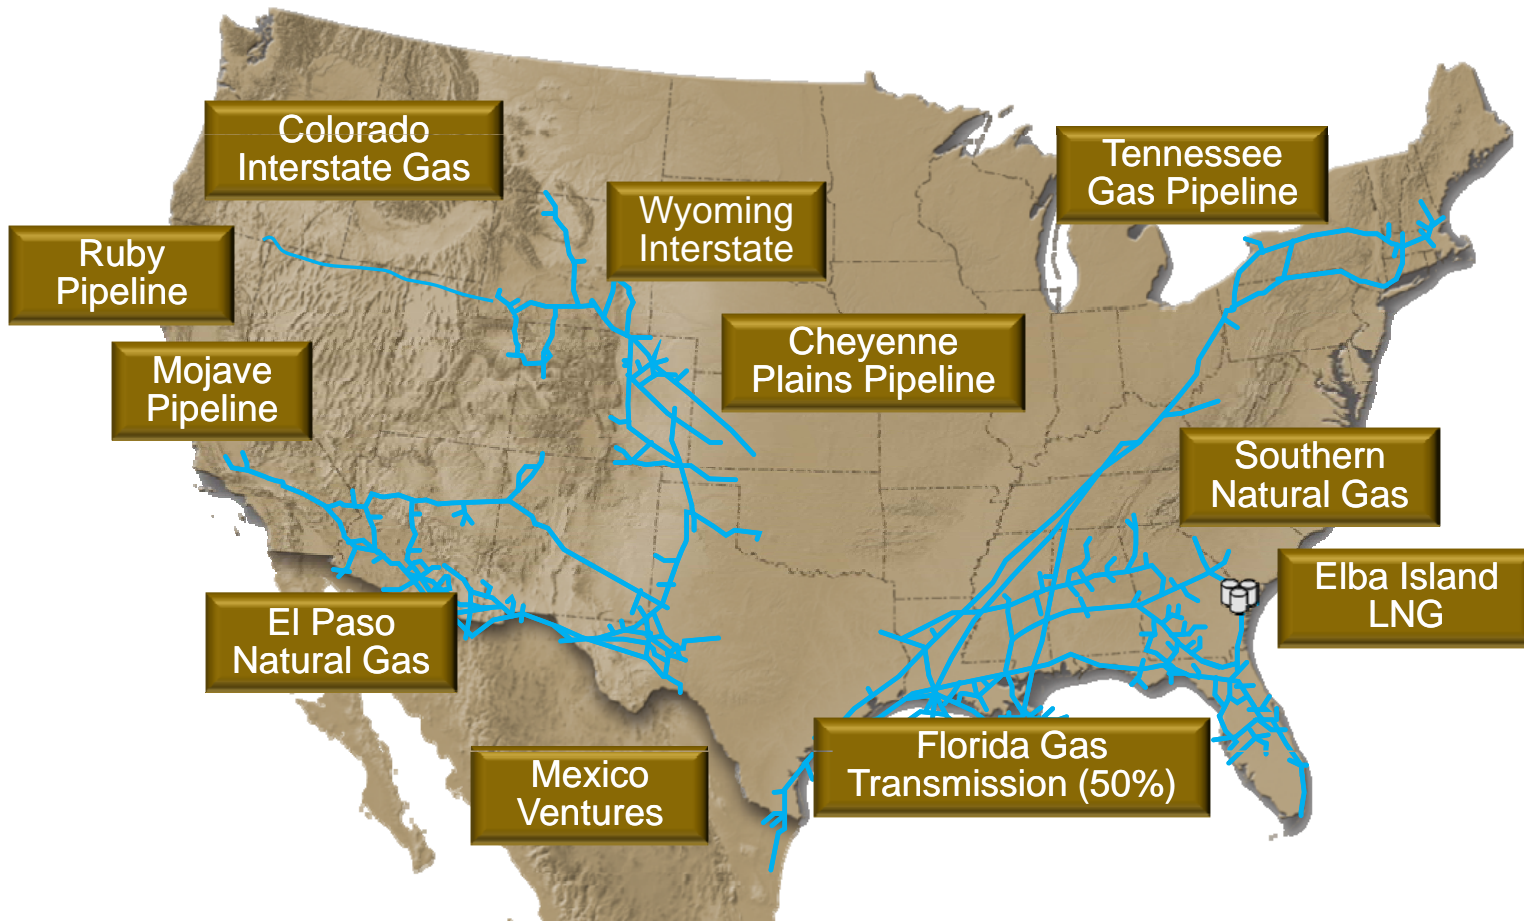 Colorado
Interstate Gas
Tennessee
Gas Pipeline
Wyoming
Interstate
Ruby
Pipeline
Cheyenne
Plains Pipeline
Mojave
Pipeline
Southern
Natural Gas
Elba Island
LNG
El Paso
Natural Gas
Florida Gas
Transmission (50%)
Mexico
Ventures